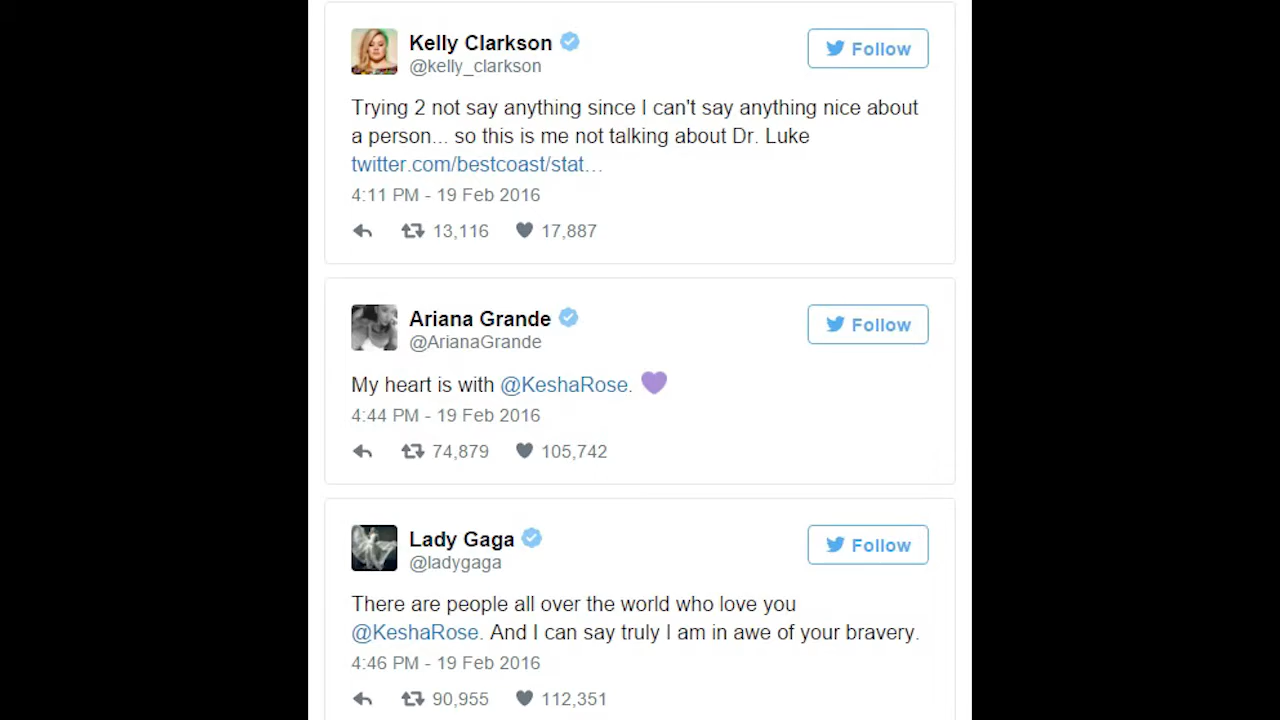 Kelly Clarkson
Follow
@kelly_clarkson
Trying 2 not say anything since I can't say anything nice about
a person... so this is me not talking about Dr. Luke
twitter.com/bestcoast/stat...
4:11 PM - 19 Feb 2016
13,116 17,887
Ariana Grande
Follow
@ArianaGrande
My heart is with @KeshaRose. 💜
4:44 PM - 19 Feb 2016
74,879 105,742
Lady Gaga
Follow
@ladygaga
There are people all over the world who love you
@KeshaRose. And I can say truly I am in awe of your bravery.
4:46 PM - 19 Feb 2016
90,955 112,351